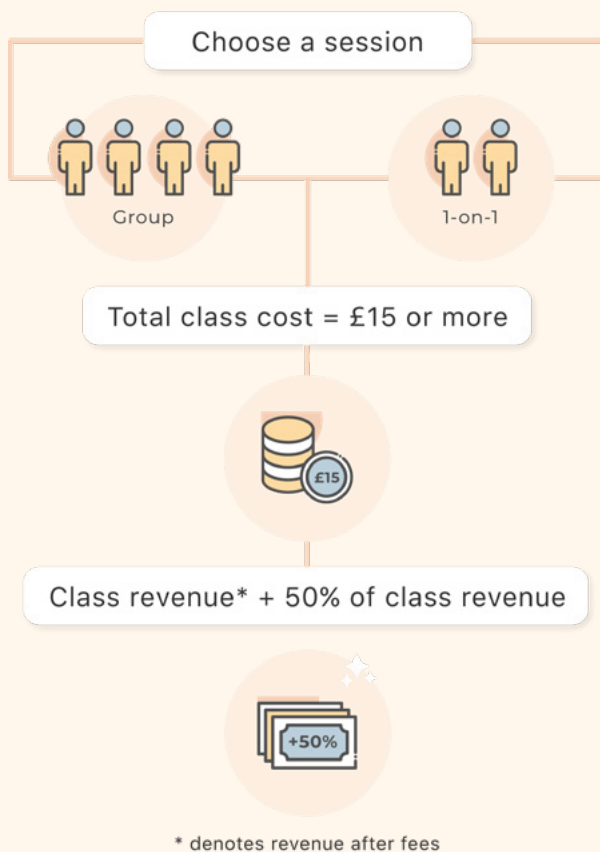 Choose a session
Group
1-on-1
Total class cost = £15 or more
£15
Class revenue* + 50% of class revenue
+50%
* denotes revenue after fees